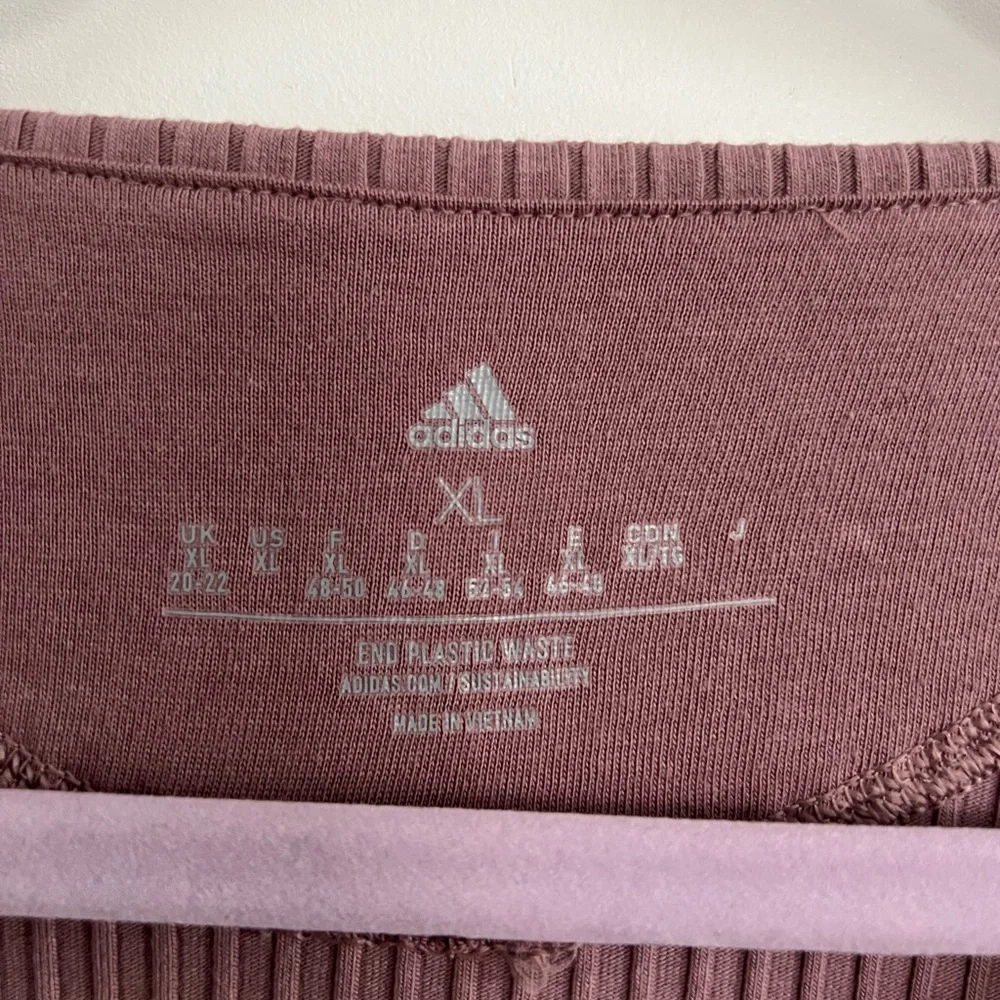 adidas
XL
UK US F D I E CDN J
XL XL XL XL XL XL XL/TG
20-22 48-50 46-48 52-54 46-48
END PLASTIC WASTE
ADIDAS.COM/SUSTAINABILITY
MADE IN VIETNAM